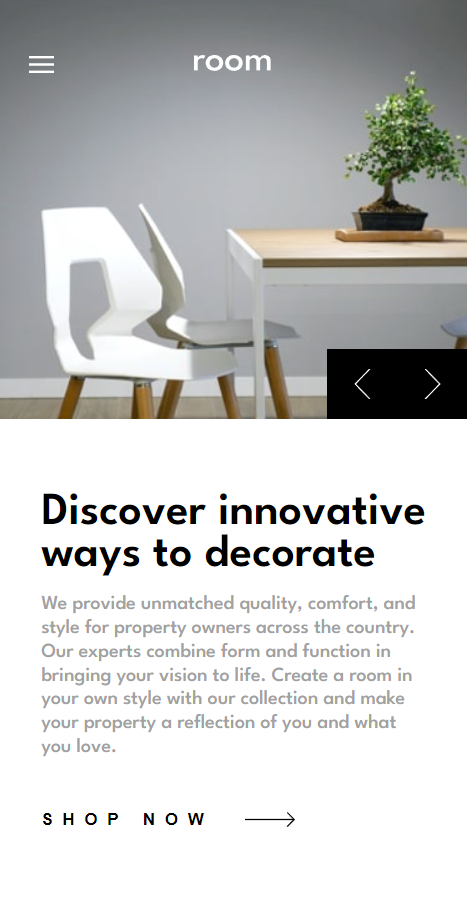 room
Discover innovative
ways to decorate
We provide unmatched quality, comfort, and
style for property owners across the country.
Our experts combine form and function in
bringing your vision to life. Create a room in
your own style with our collection and make
your property a reflection of you and what
you love.
SHOP NOW